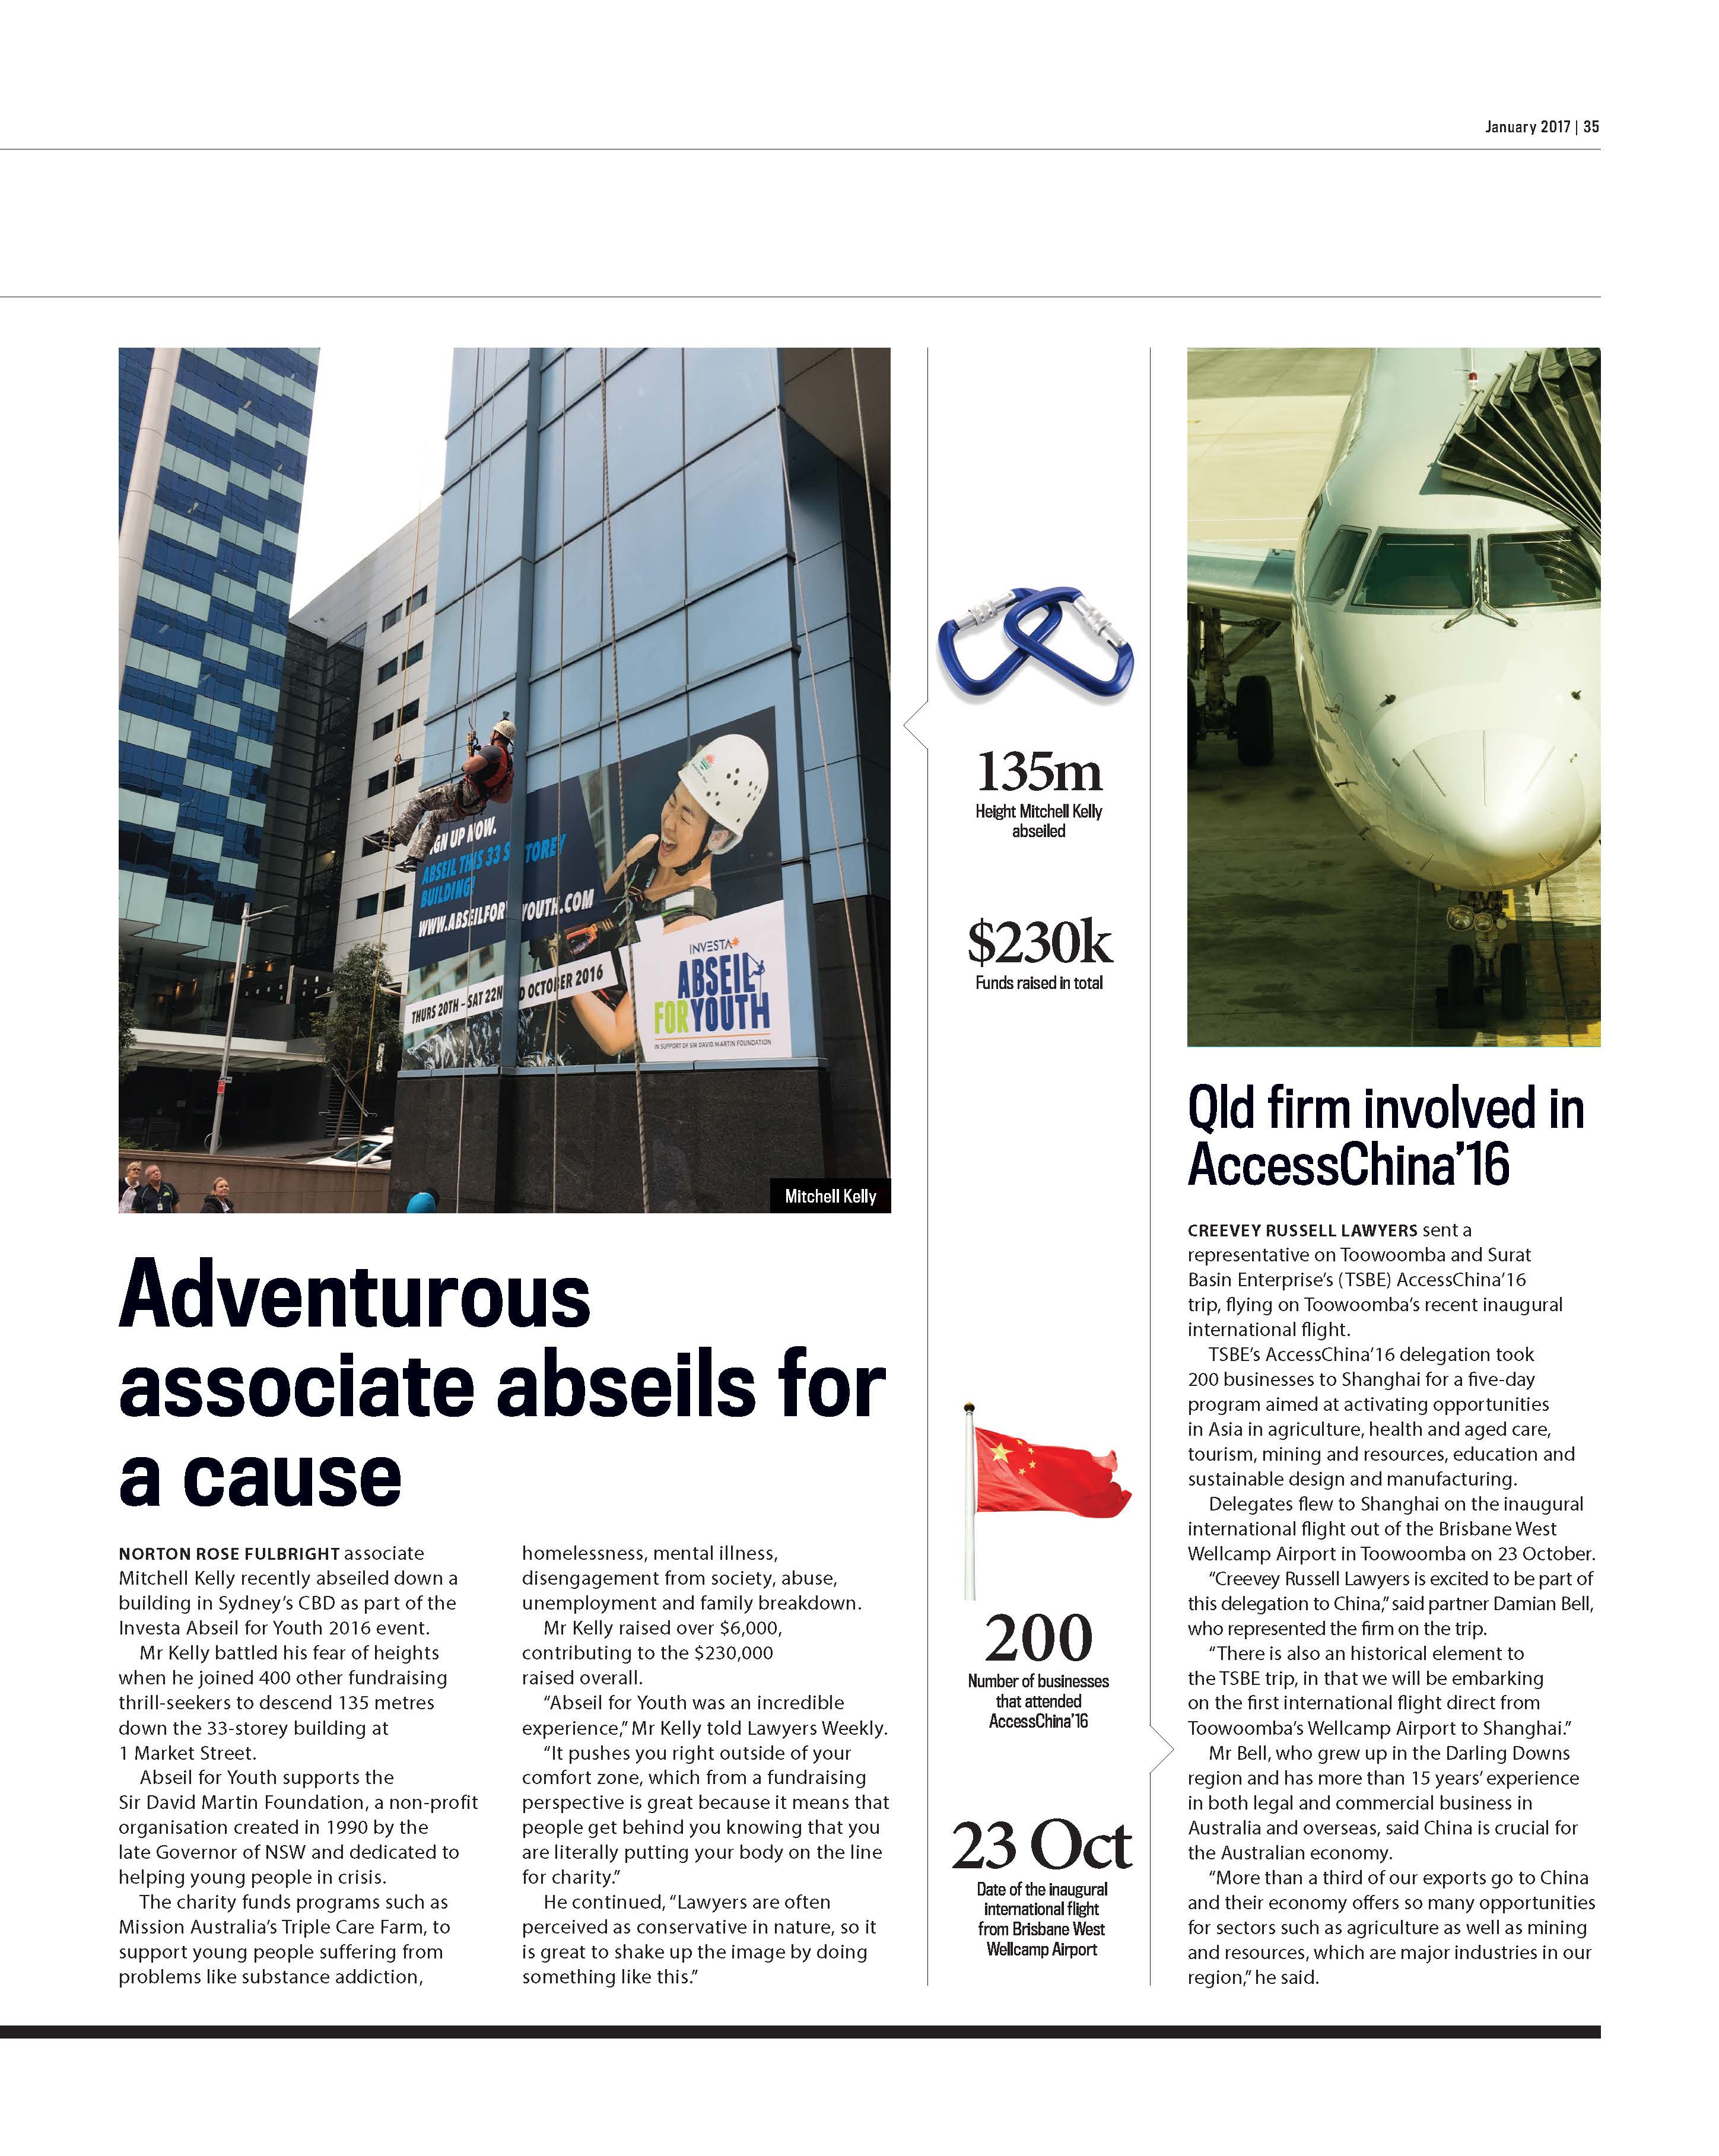 January 2017 | 35
IGN UP NOW.
ABSEIL THIS 33 STOREY
BUILDING!
WWW.ABSEILFORYOUTH.COM
THURS 20TH - SAT 22ND OCTOBER 2016
INVESTA
ABSEIL
FOR YOUTH
IN SUPPORT OF SIR DAVID MARTIN FOUNDATION
Mitchell Kelly
Adventurous
associate abseils for
a cause
NORTON ROSE FULBRIGHT associate
Mitchell Kelly recently abseiled down a
building in Sydney’s CBD as part of the
Investa Abseil for Youth 2016 event.
Mr Kelly battled his fear of heights
when he joined 400 other fundraising
thrill-seekers to descend 135 metres
down the 33-storey building at
1 Market Street.
Abseil for Youth supports the
Sir David Martin Foundation, a non-profit
organisation created in 1990 by the
late Governor of NSW and dedicated to
helping young people in crisis.
The charity funds programs such as
Mission Australia’s Triple Care Farm, to
support young people suffering from
problems like substance addiction,
homelessness, mental illness,
disengagement from society, abuse,
unemployment and family breakdown.
Mr Kelly raised over $6,000,
contributing to the $230,000
raised overall.
“Abseil for Youth was an incredible
experience,” Mr Kelly told Lawyers Weekly.
“It pushes you right outside of your
comfort zone, which from a fundraising
perspective is great because it means that
people get behind you knowing that you
are literally putting your body on the line
for charity.”
He continued, “Lawyers are often
perceived as conservative in nature, so it
is great to shake up the image by doing
something like this.”
135m
Height Mitchell Kelly
abseiled
$230k
Funds raised in total
200
Number of businesses
that attended
AccessChina’16
23 Oct
Date of the inaugural
international flight
from Brisbane West
Wellcamp Airport
Qld firm involved in
AccessChina’16
CREEVEY RUSSELL LAWYERS sent a
representative on Toowoomba and Surat
Basin Enterprise’s (TSBE) AccessChina’16
trip, flying on Toowoomba’s recent inaugural
international flight.
TSBE’s AccessChina’16 delegation took
200 businesses to Shanghai for a five-day
program aimed at activating opportunities
in Asia in agriculture, health and aged care,
tourism, mining and resources, education and
sustainable design and manufacturing.
Delegates flew to Shanghai on the inaugural
international flight out of the Brisbane West
Wellcamp Airport in Toowoomba on 23 October.
“Creevey Russell Lawyers is excited to be part of
this delegation to China,” said partner Damian Bell,
who represented the firm on the trip.
“There is also an historical element to
the TSBE trip, in that we will be embarking
on the first international flight direct from
Toowoomba’s Wellcamp Airport to Shanghai.”
Mr Bell, who grew up in the Darling Downs
region and has more than 15 years’ experience
in both legal and commercial business in
Australia and overseas, said China is crucial for
the Australian economy.
“More than a third of our exports go to China
and their economy offers so many opportunities
for sectors such as agriculture as well as mining
and resources, which are major industries in our
region,” he said.